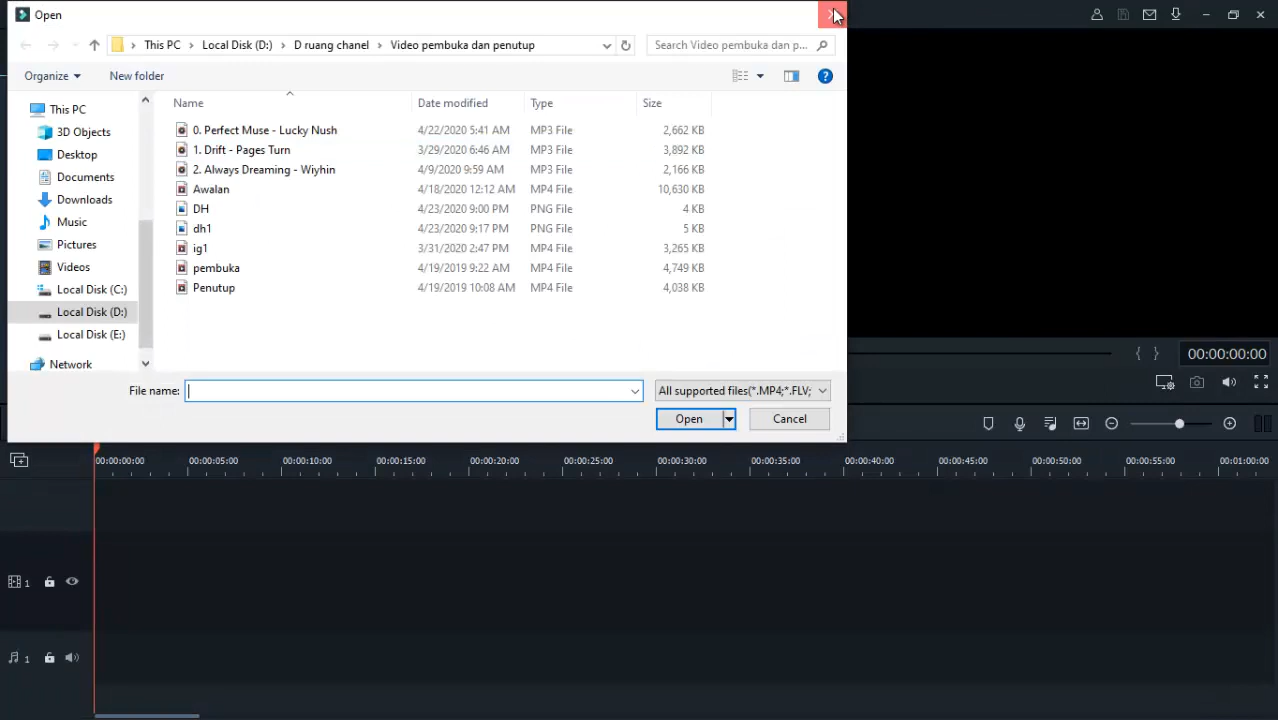 Open
This PC > Local Disk (D:) > D ruang chanel > Video pembuka dan penutup
Search Video pembuka dan p...
Organize
New folder
This PC
3D Objects
Desktop
Documents
Downloads
Music
Pictures
Videos
Local Disk (C:)
Local Disk (D:)
Local Disk (E:)
Network
Name Date modified Type Size
0. Perfect Muse - Lucky Nush 4/22/2020 5:41 AM MP3 File 2,662 KB
1. Drift - Pages Turn 3/29/2020 6:46 AM MP3 File 3,892 KB
2. Always Dreaming - Wiyhin 4/9/2020 9:59 AM MP3 File 2,166 KB
Awalan 4/18/2020 12:12 AM MP4 File 10,630 KB
DH 4/23/2020 9:00 PM PNG File 4 KB
dh1 4/23/2020 9:17 PM PNG File 5 KB
ig1 3/31/2020 2:47 PM MP4 File 3,265 KB
pembuka 4/19/2019 9:22 AM MP4 File 4,749 KB
Penutup 4/19/2019 10:08 AM MP4 File 4,038 KB
File name:
All supported files(*.MP4;*.FLV;
Open
Cancel
{ } 00:00:00:00
00:00:00:00 00:00:05:00 00:00:10:00 00:00:15:00 00:00:20:00 00:00:25:00 00:00:30:00 00:00:35:00 00:00:40:00 00:00:45:00 00:00:50:00 00:00:55:00 00:01:00:00
1
1